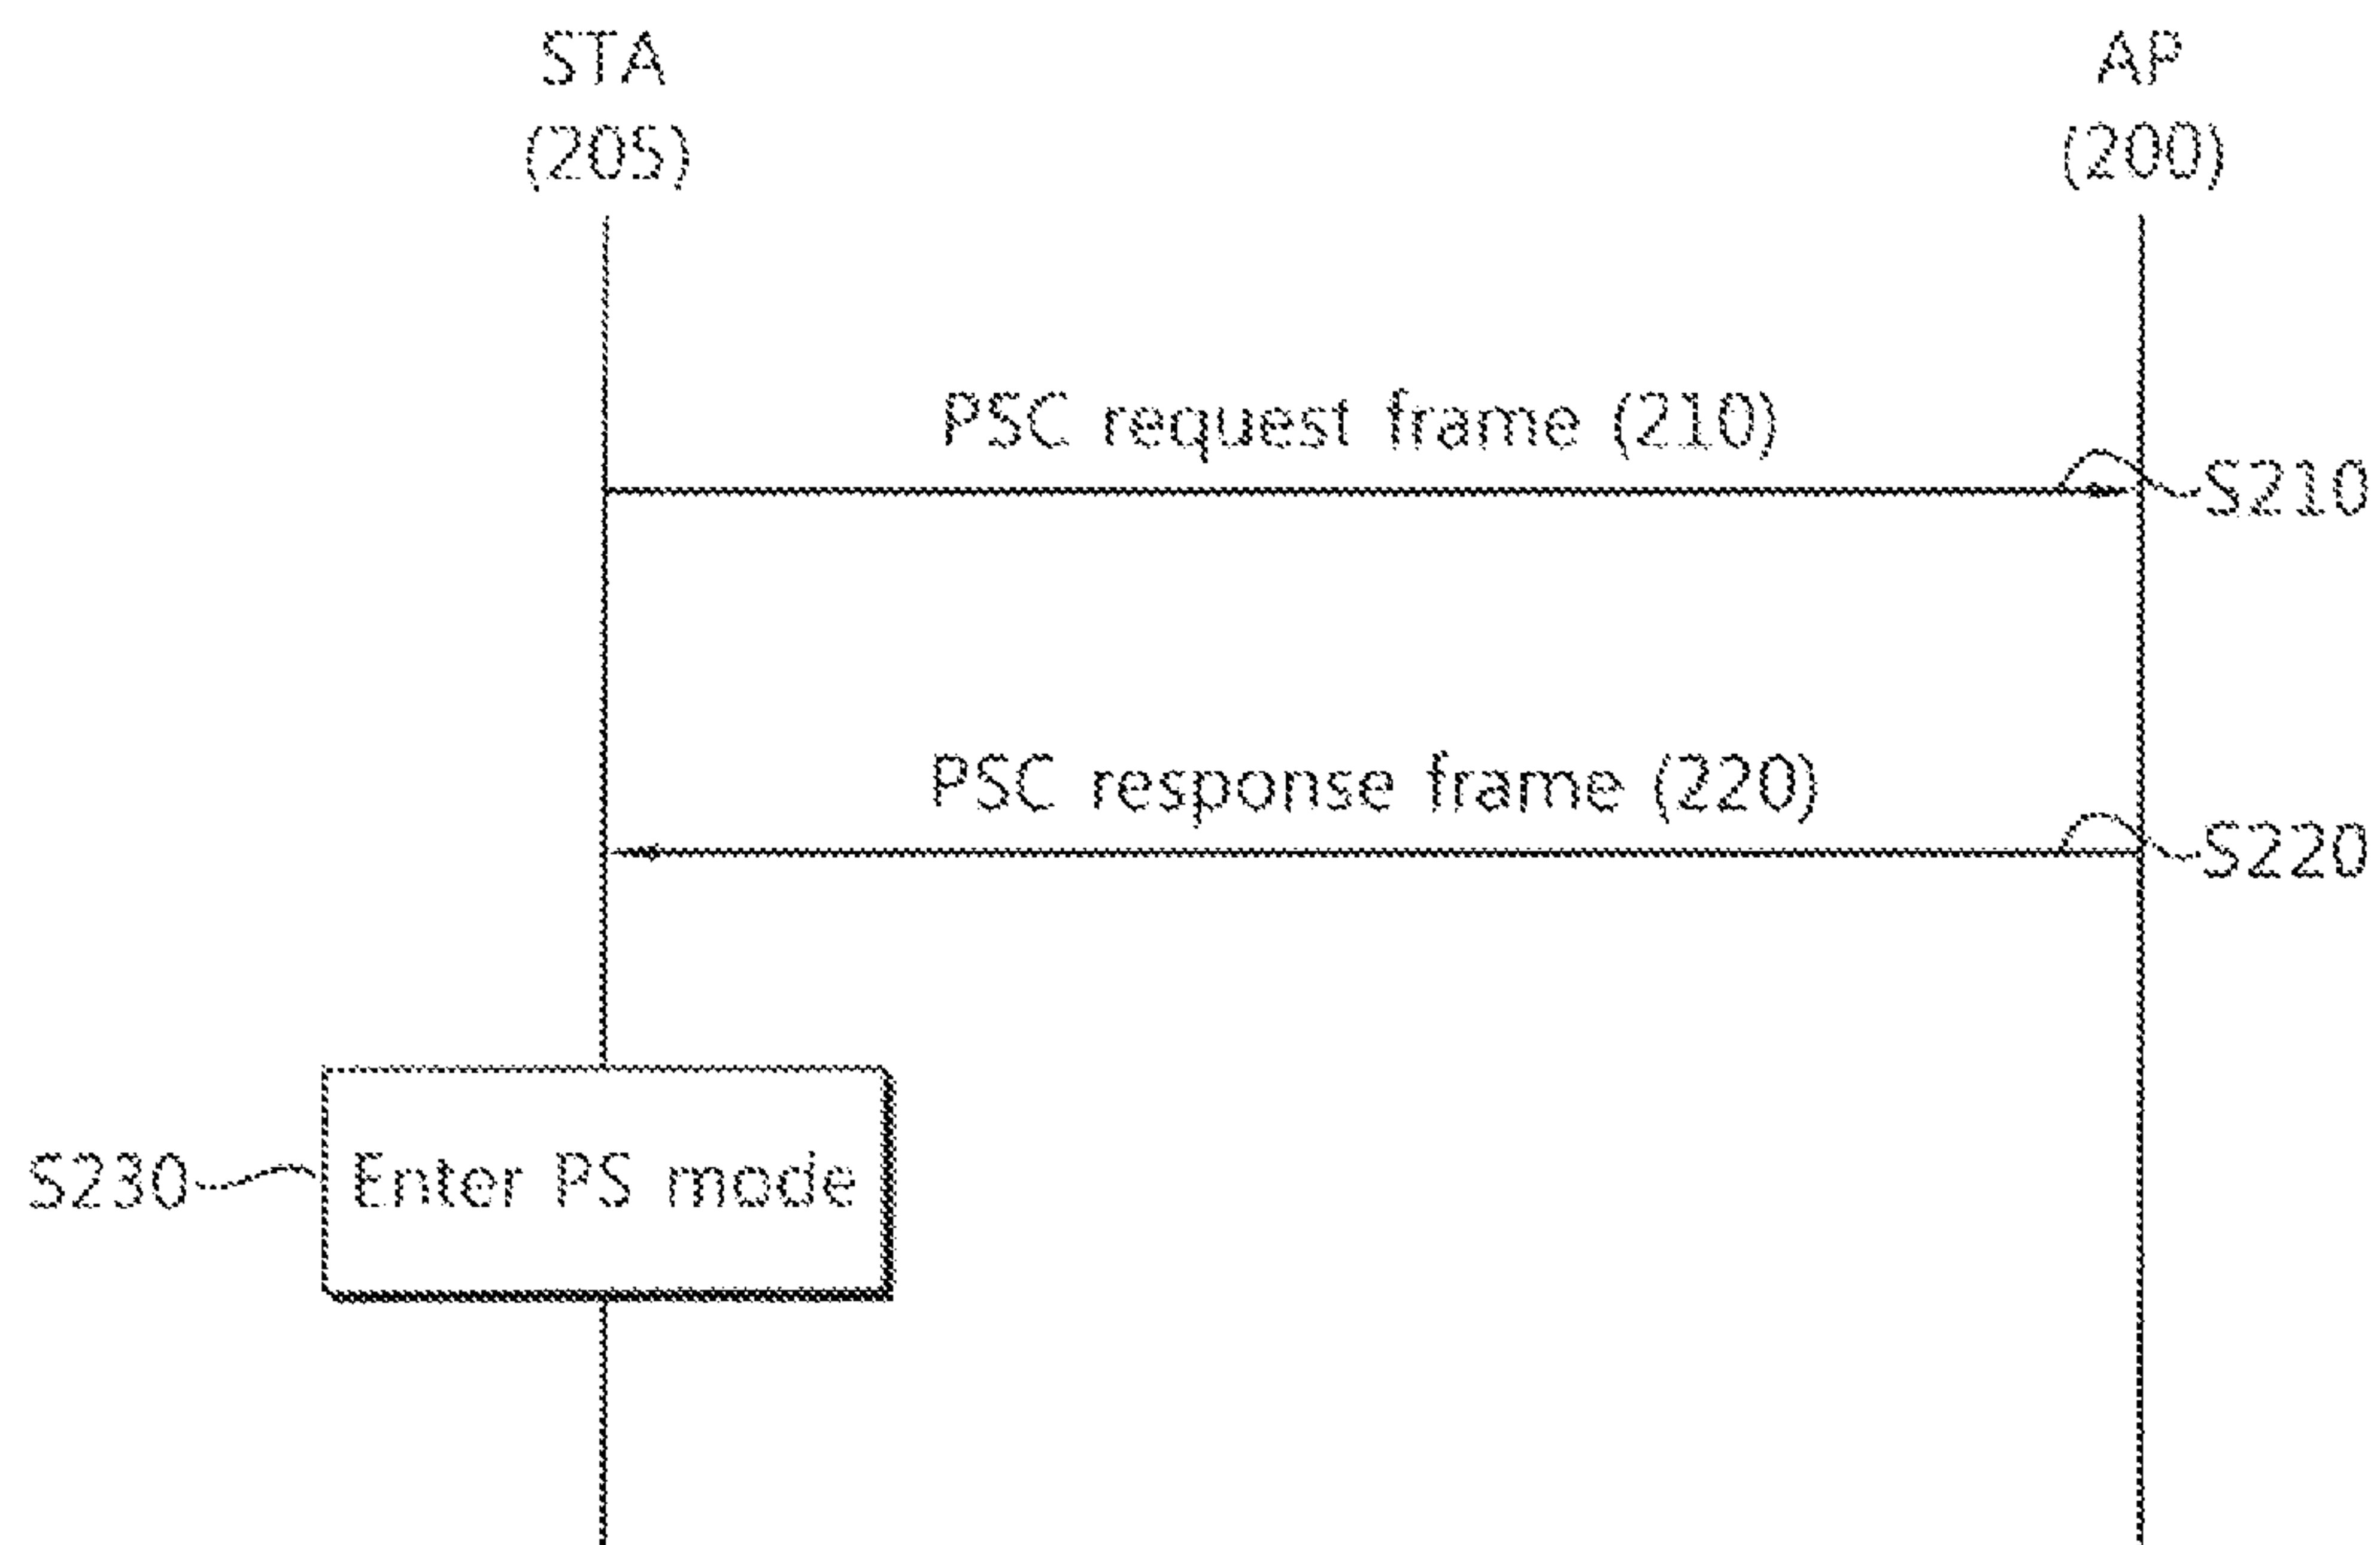 STA
(205)
AP
(200)
PSC request frame (210)
S210
PSC response frame (220)
S220
S230
Enter PS mode